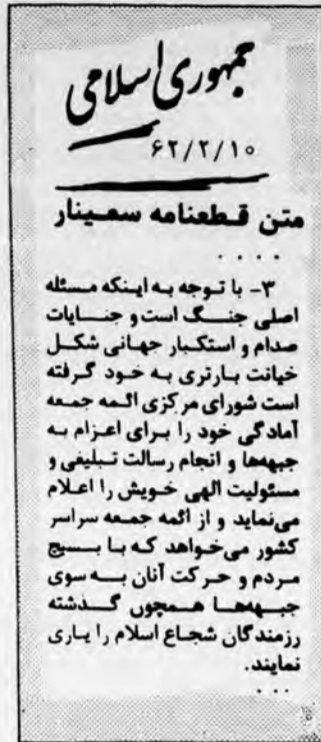 جمهوری اسلامی
۶۲/۲/۱۰
متن قطعنامه سمینار
. . . .
۳- با توجه به اینکه مسئله
اصلی جنگ است و جنایات
صدام و استکبار جهانی شکل
خیانت بارتری به خود گرفته
است شورای مرکزی ائمه جمعه
آمادگی خود را برای اعزام به
جبهه‌ها و انجام رسالت تبلیغی و
مسئولیت الهی خویش را اعلام
می‌نماید و از ائمه جمعه سراسر
کشور می‌خواهد که با بسیج
مردم و حرکت آنان به سوی
جبهه‌ها همچون گذشته
رزمندگان شجاع اسلام را یاری
نمایند.
. . .